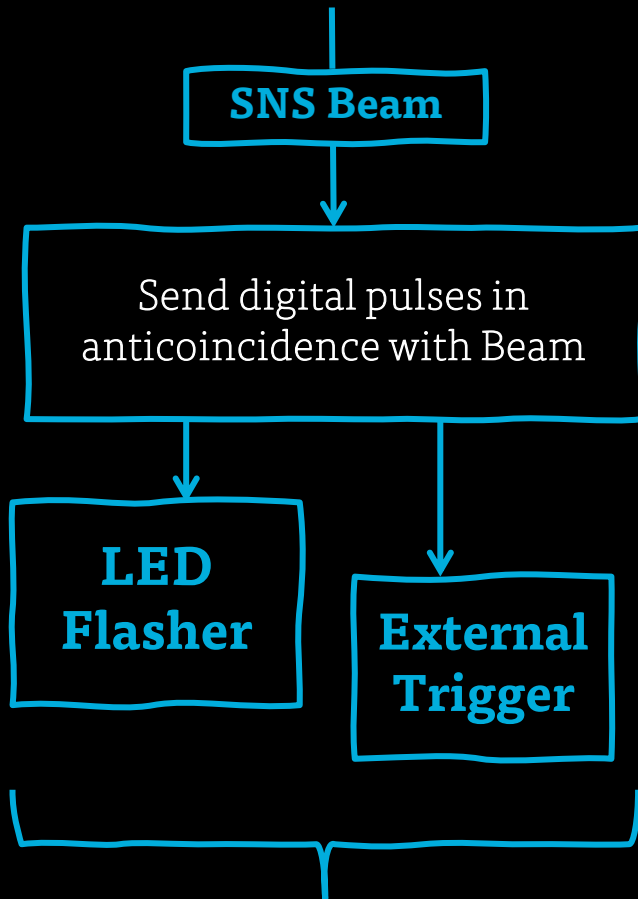 SNS Beam
Send digital pulses in
anticoincidence with Beam
LED
Flasher
External
Trigger